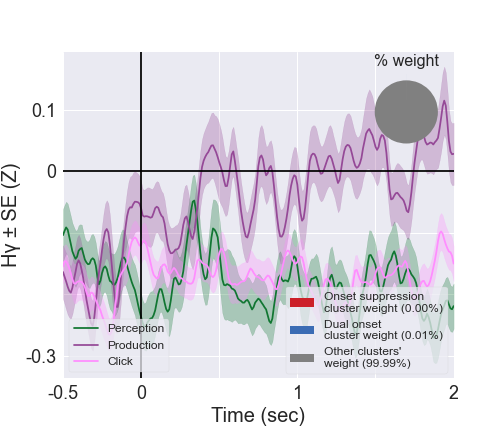 % weight
Hγ ± SE (Z)
0.1
0
-0.3
Perception
Production
Click
Onset suppression
cluster weight (0.00%)
Dual onset
cluster weight (0.01%)
Other clusters'
weight (99.99%)
-0.5
0
1
2
Time (sec)